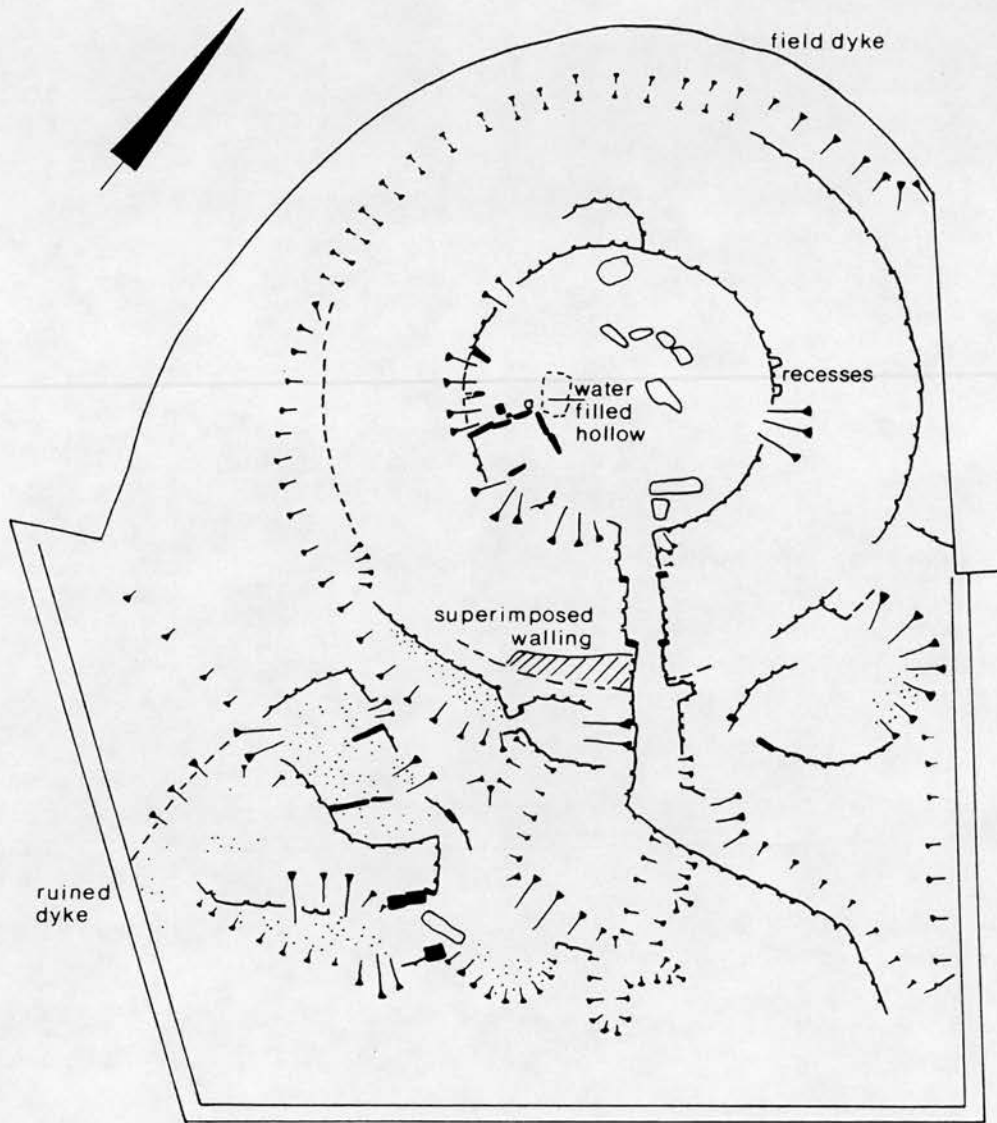 field dyke
recesses
water
filled
hollow
superimposed
walling
ruined
dyke